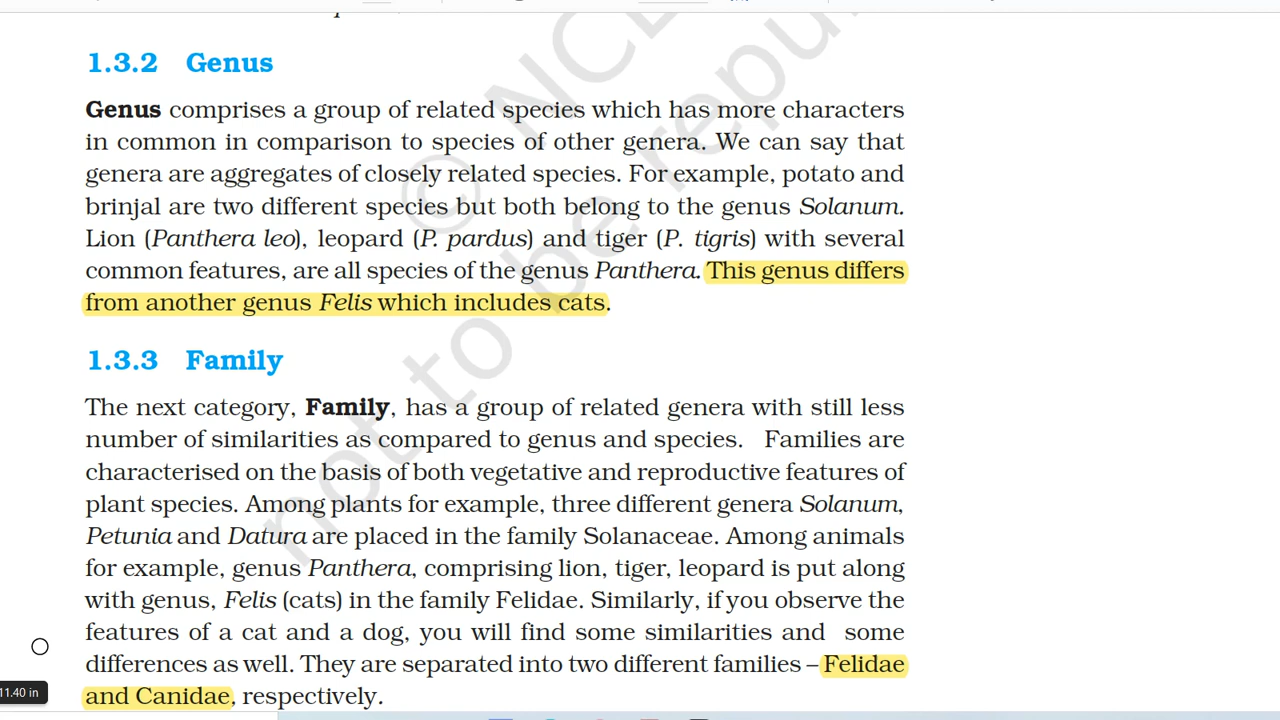 1.3.2 Genus
Genus comprises a group of related species which has more characters
in common in comparison to species of other genera. We can say that
genera are aggregates of closely related species. For example, potato and
brinjal are two different species but both belong to the genus Solanum.
Lion (Panthera leo), leopard (P. pardus) and tiger (P. tigris) with several
common features, are all species of the genus Panthera. This genus differs
from another genus Felis which includes cats.
1.3.3 Family
The next category, Family, has a group of related genera with still less
number of similarities as compared to genus and species. Families are
characterised on the basis of both vegetative and reproductive features of
plant species. Among plants for example, three different genera Solanum,
Petunia and Datura are placed in the family Solanaceae. Among animals
for example, genus Panthera, comprising lion, tiger, leopard is put along
with genus, Felis (cats) in the family Felidae. Similarly, if you observe the
features of a cat and a dog, you will find some similarities and some
differences as well. They are separated into two different families – Felidae
and Canidae, respectively.
11.40 in
© NCE
not to be republ